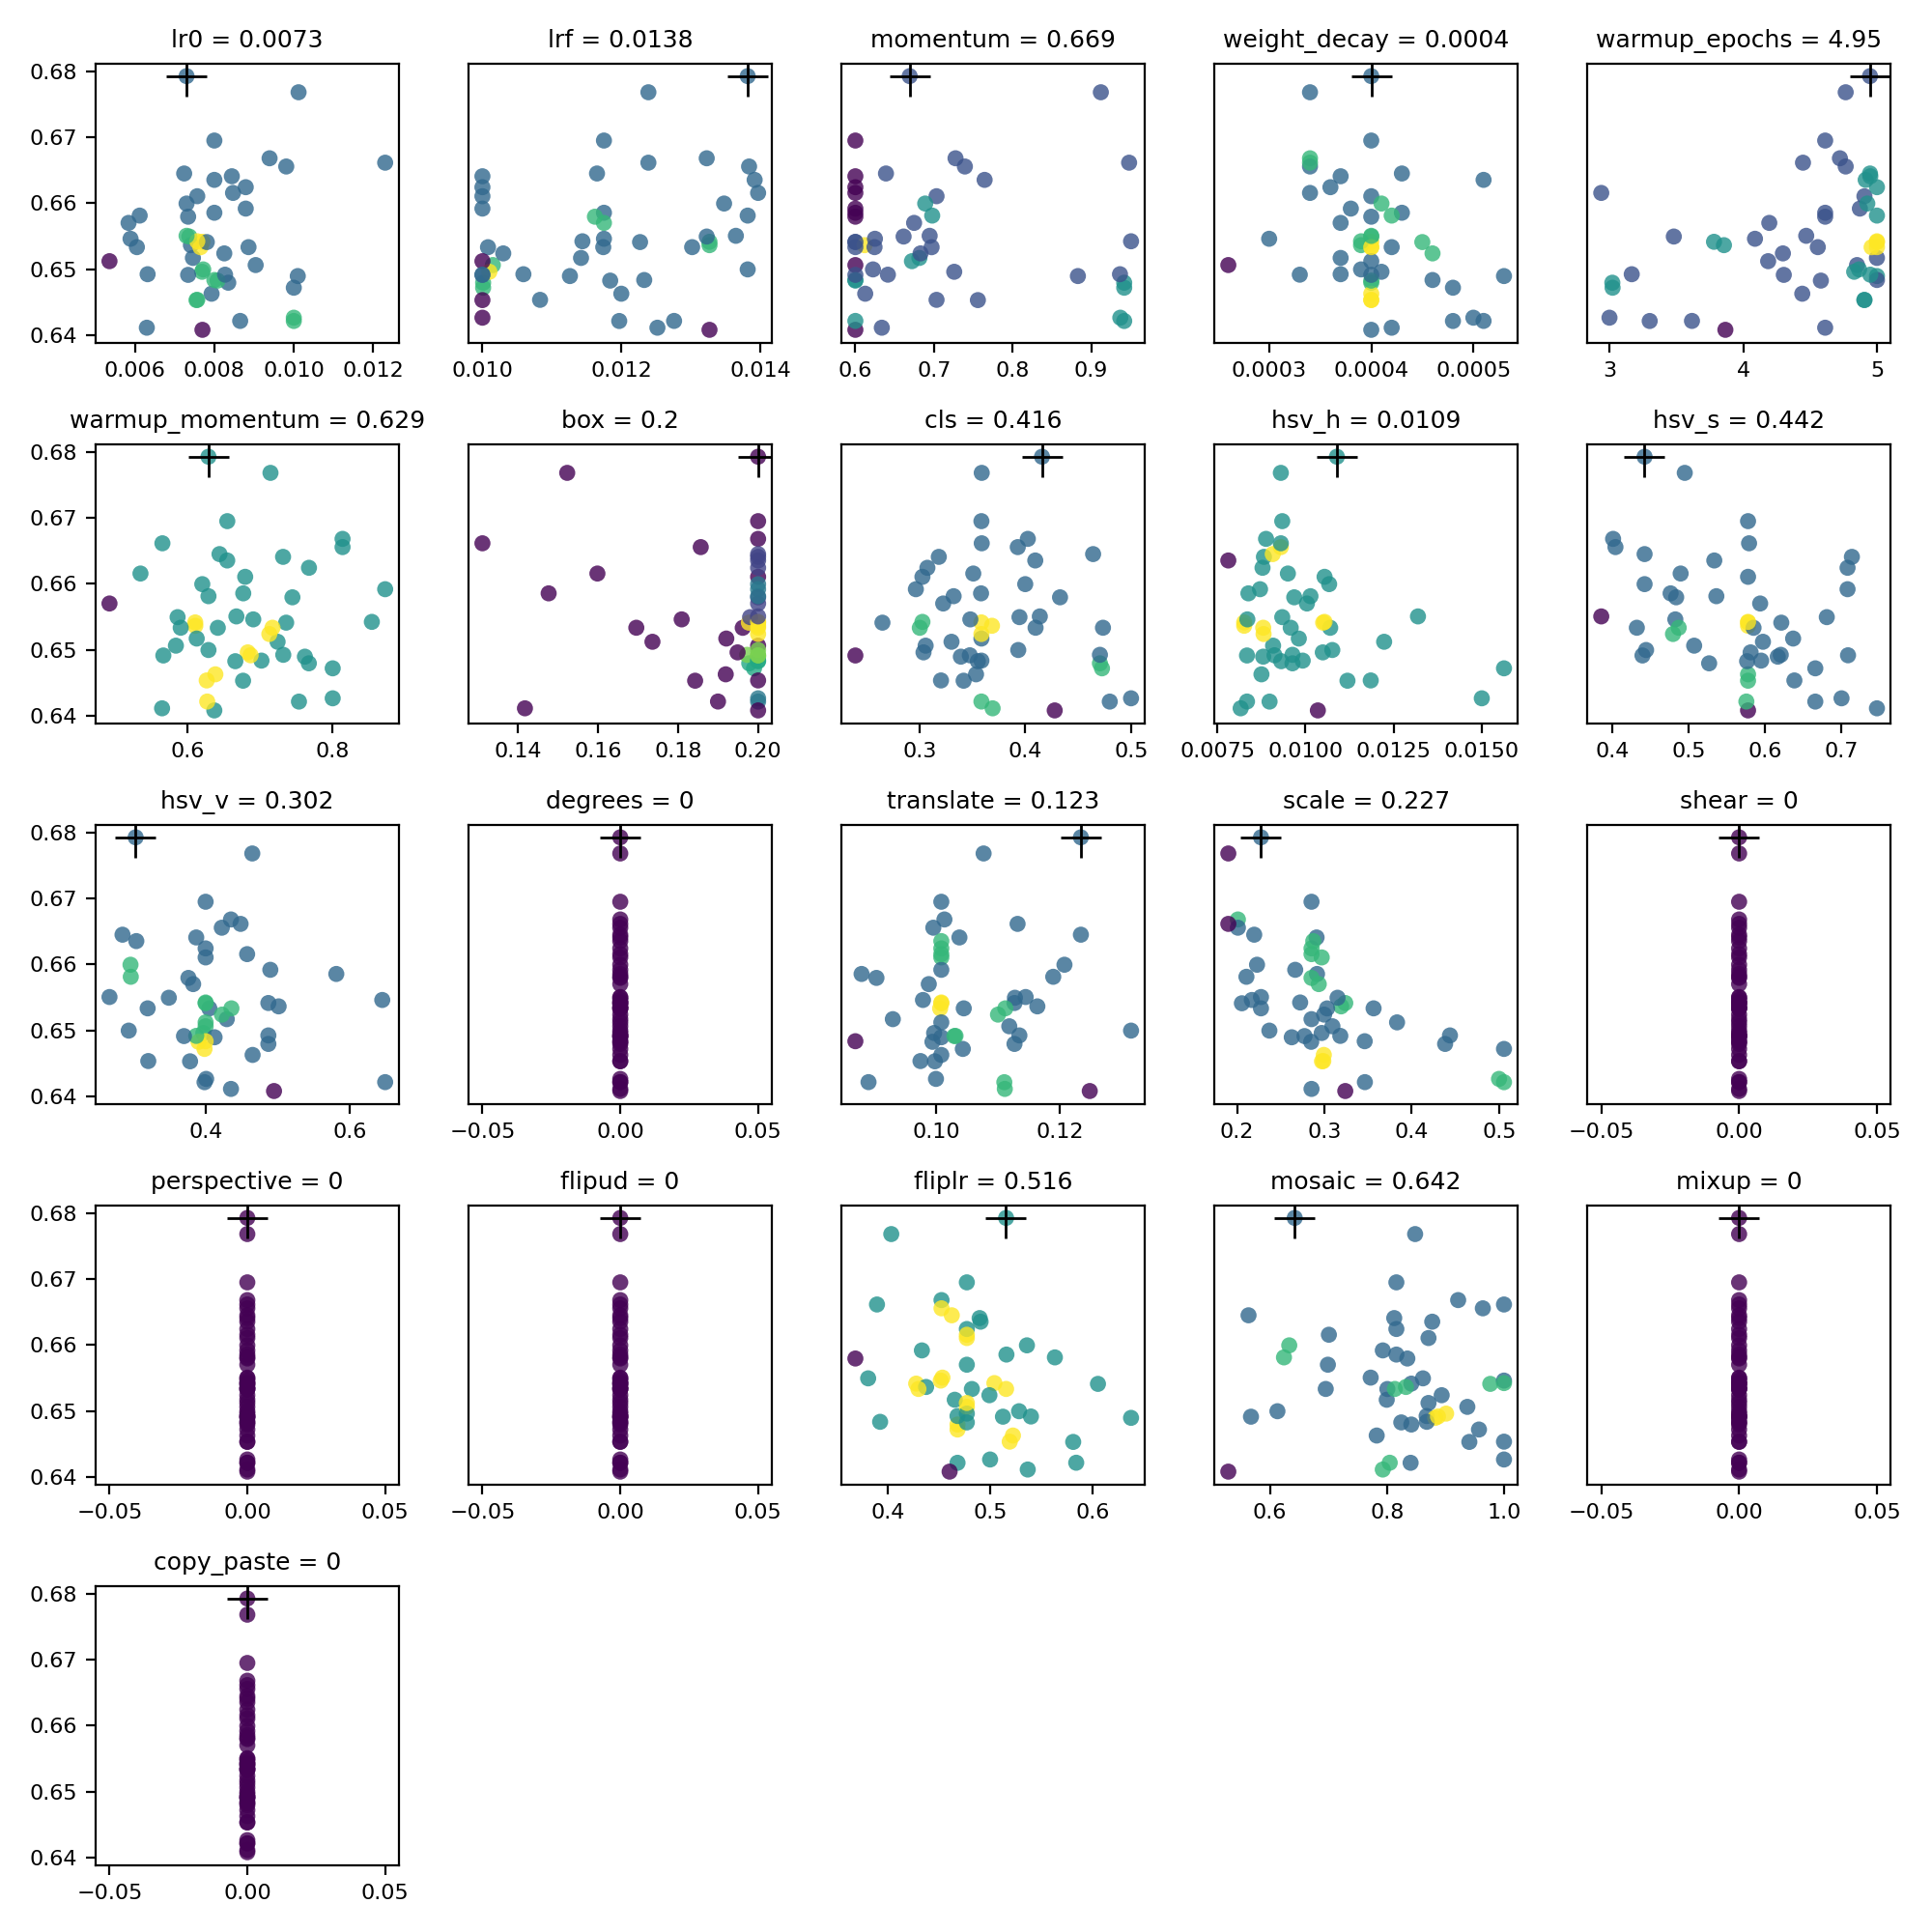 lr0 = 0.0073
lrf = 0.0138
momentum = 0.669
weight_decay = 0.0004
warmup_epochs = 4.95
0.68
0.67
0.66
0.65
0.64
0.006 0.008 0.010 0.012
0.010 0.012 0.014
0.6 0.7 0.8 0.9
0.0003 0.0004 0.0005
3 4 5
warmup_momentum = 0.629
box = 0.2
cls = 0.416
hsv_h = 0.0109
hsv_s = 0.442
0.68
0.67
0.66
0.65
0.64
0.6 0.8
0.14 0.16 0.18 0.20
0.3 0.4 0.5
0.0075 0.0100 0.0125 0.0150
0.4 0.5 0.6 0.7
hsv_v = 0.302
degrees = 0
translate = 0.123
scale = 0.227
shear = 0
0.68
0.67
0.66
0.65
0.64
0.4 0.6
−0.05 0.00 0.05
0.10 0.12
0.2 0.3 0.4 0.5
−0.05 0.00 0.05
perspective = 0
flipud = 0
fliplr = 0.516
mosaic = 0.642
mixup = 0
0.68
0.67
0.66
0.65
0.64
−0.05 0.00 0.05
−0.05 0.00 0.05
0.4 0.5 0.6
0.6 0.8 1.0
−0.05 0.00 0.05
copy_paste = 0
0.68
0.67
0.66
0.65
0.64
−0.05 0.00 0.05